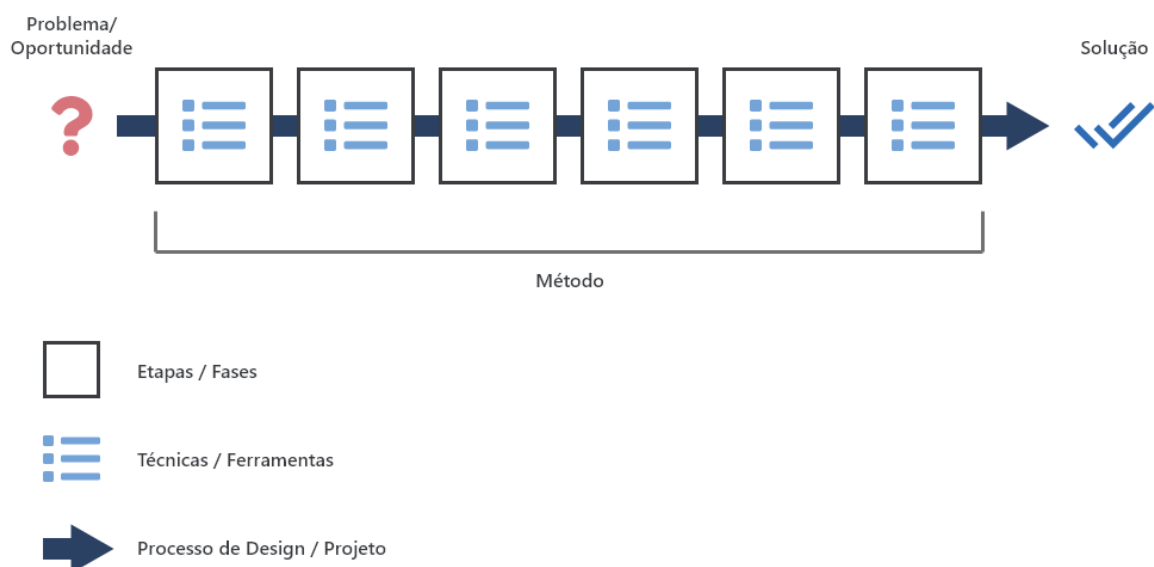 Problema/
Oportunidade
Solução
Método
Etapas / Fases
Técnicas / Ferramentas
Processo de Design / Projeto